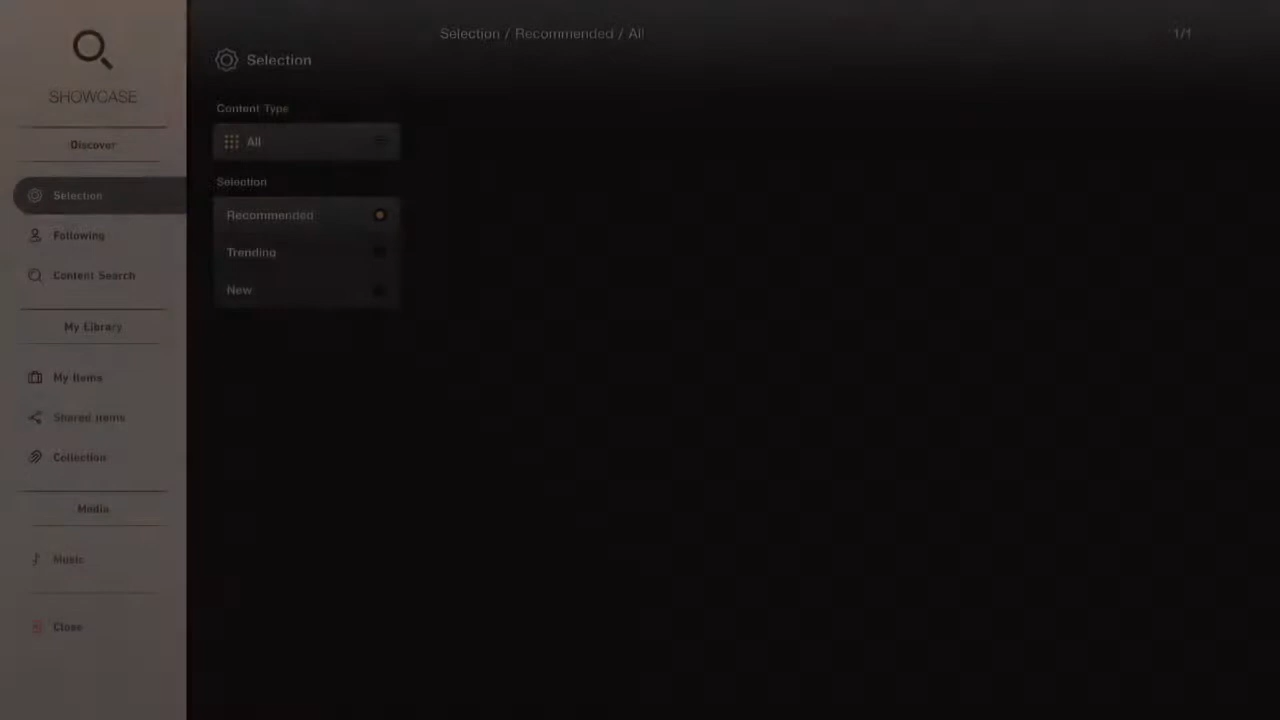 SHOWCASE
Discover
Selection
Following
Content Search
My Library
My Items
Shared Items
Collection
Media
Music
Close
Selection / Recommended / All
1/1
Selection
Content Type
All
Selection
Recommended
Trending
New